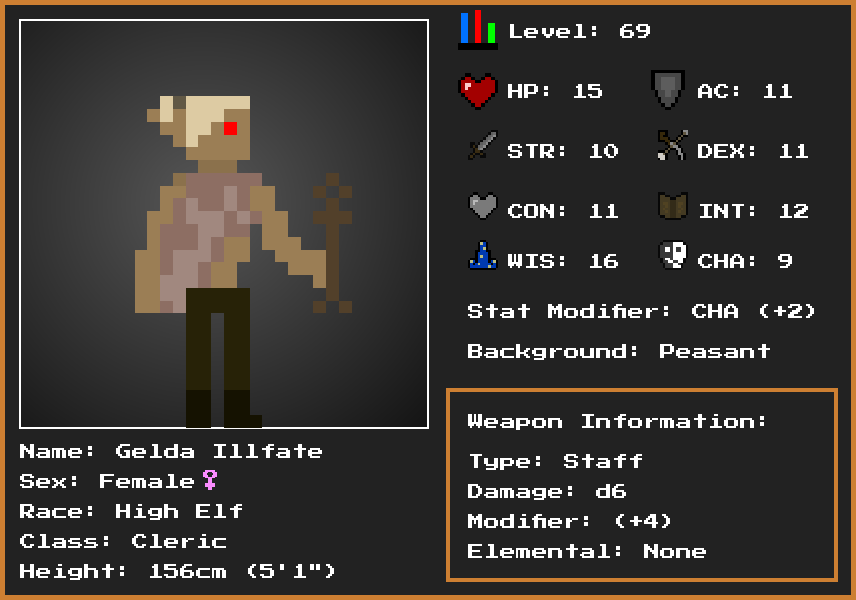 Level: 69
HP: 15
AC: 11
STR: 10
DEX: 11
CON: 11
INT: 12
WIS: 16
CHA: 9
Stat Modifier: CHA (+2)
Background: Peasant
Weapon Information:
Type: Staff
Damage: d6
Modifier: (+4)
Elemental: None
Name: Gelda Illfate
Sex: Female♀
Race: High Elf
Class: Cleric
Height: 156cm (5'1")